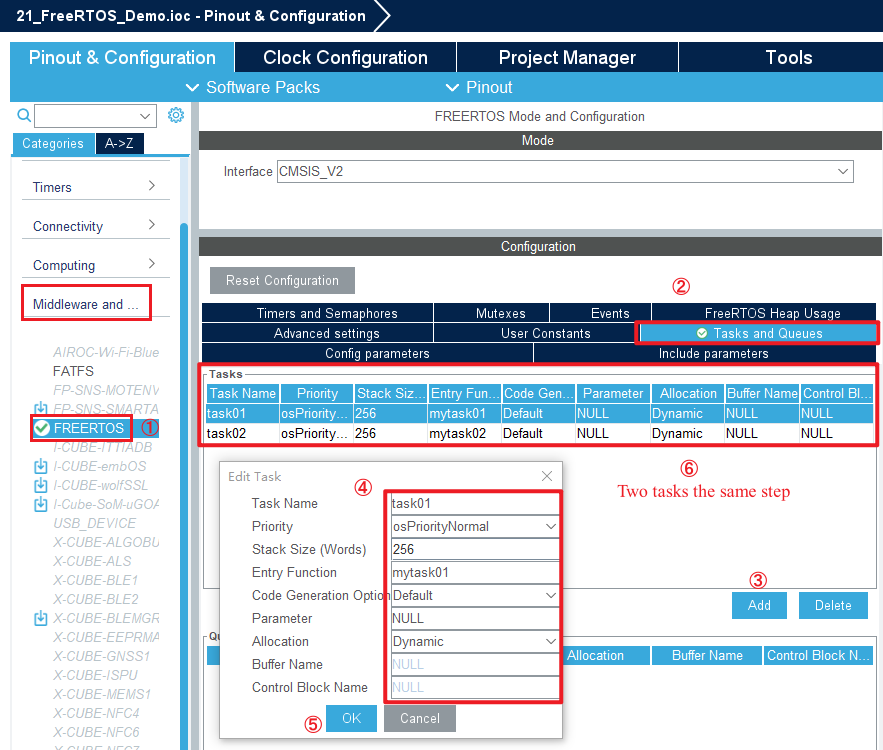 21_FreeRTOS_Demo.ioc - Pinout & Configuration
Pinout & Configuration
Clock Configuration
Project Manager
Tools
Software Packs
Pinout
Categories
A->Z
Timers
Connectivity
Computing
Middleware and ...
AIROC-Wi-Fi-Blue
FATFS
FP-SNS-MOTENV
FP-SNS-SMARTA
FREERTOS ①
I-CUBE-ITTIADB
I-CUBE-embOS
I-CUBE-wolfSSL
I-Cube-SoM-uGOA
USB_DEVICE
X-CUBE-ALGOBU
X-CUBE-ALS
X-CUBE-BLE1
X-CUBE-BLE2
X-CUBE-BLEMGR
X-CUBE-EEPRMA
X-CUBE-GNSS1
X-CUBE-ISPU
X-CUBE-MEMS1
X-CUBE-NFC4
X-CUBE-NFC6
X-CUBE-NFC7
FREERTOS Mode and Configuration
Mode
Interface CMSIS_V2
Configuration
Reset Configuration
②
Timers and Semaphores Mutexes Events FreeRTOS Heap Usage
Advanced settings User Constants Tasks and Queues
Config parameters Include parameters
Tasks
Task Name Priority Stack Siz... Entry Fun... Code Gen... Parameter Allocation Buffer Name Control Bl...
task01 osPriority... 256 mytask01 Default NULL Dynamic NULL NULL
task02 osPriority... 256 mytask02 Default NULL Dynamic NULL NULL
⑥
Two tasks the same step
Edit Task
④
Task Name task01
Priority osPriorityNormal
Stack Size (Words) 256
Entry Function mytask01
Code Generation Option Default
Parameter NULL
Allocation Dynamic
Buffer Name NULL
Control Block Name NULL
⑤ OK Cancel
③
Add Delete
Allocation Buffer Name Control Block N...